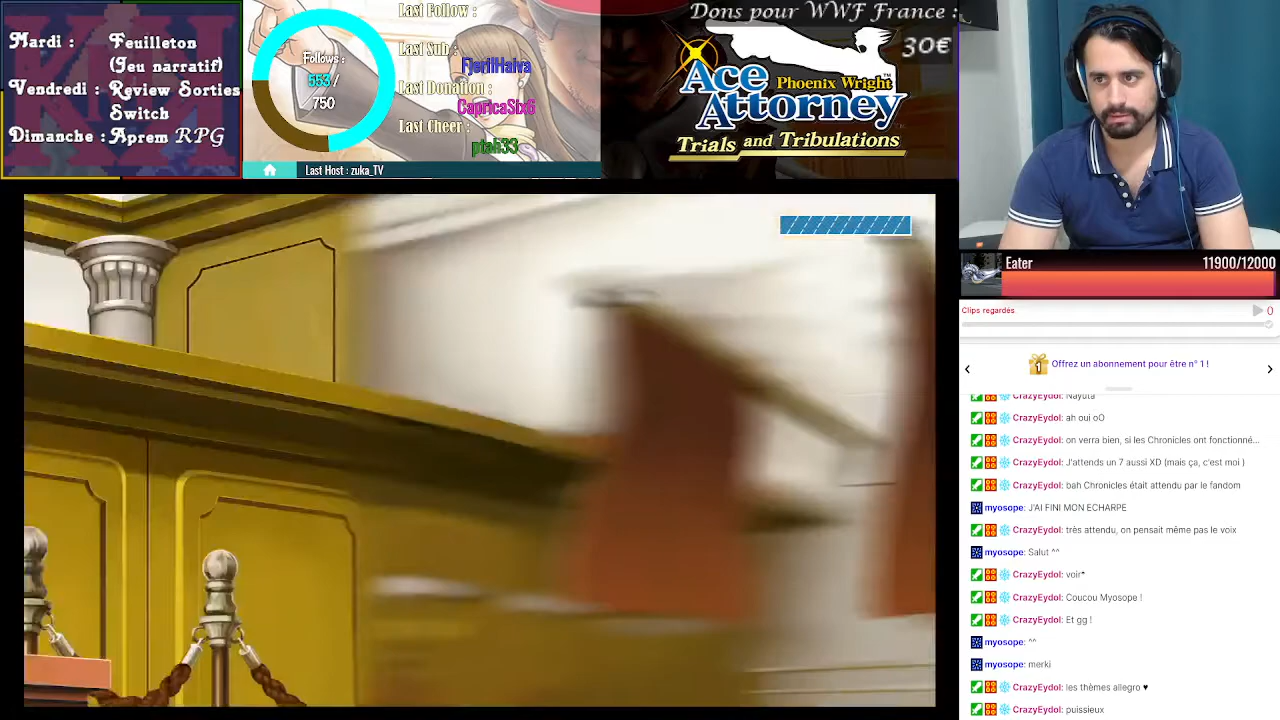 Mardi : Feuilleton
(Jeu narratif)
Vendredi : Review Sorties
Switch
Dimanche : Aprem RPG
Follows :
553 /
750
Last Follow :
Last Sub :
FjerilHaiva
Last Donation :
CapricaSix6
Last Cheer :
ptah33
Last Host : zuka_TV
Dons pour WWF France :
30€
Phoenix Wright
Ace Attorney
Trials and Tribulations
Eater 11900/12000
Clips regardés 0
Offrez un abonnement pour être n° 1 !
CrazyEydol: Nayuta
CrazyEydol: ah oui oO
CrazyEydol: on verra bien, si les Chronicles ont fonctionné...
CrazyEydol: J'attends un 7 aussi XD (mais ça, c'est moi )
CrazyEydol: bah Chronicles était attendu par le fandom
myosope: J'AI FINI MON ECHARPE
CrazyEydol: très attendu, on pensait même pas le voix
myosope: Salut ^^
CrazyEydol: voir*
CrazyEydol: Coucou Myosope !
CrazyEydol: Et gg !
myosope: ^^
myosope: merki
CrazyEydol: les thèmes allegro ♥
CrazyEydol: puissieux